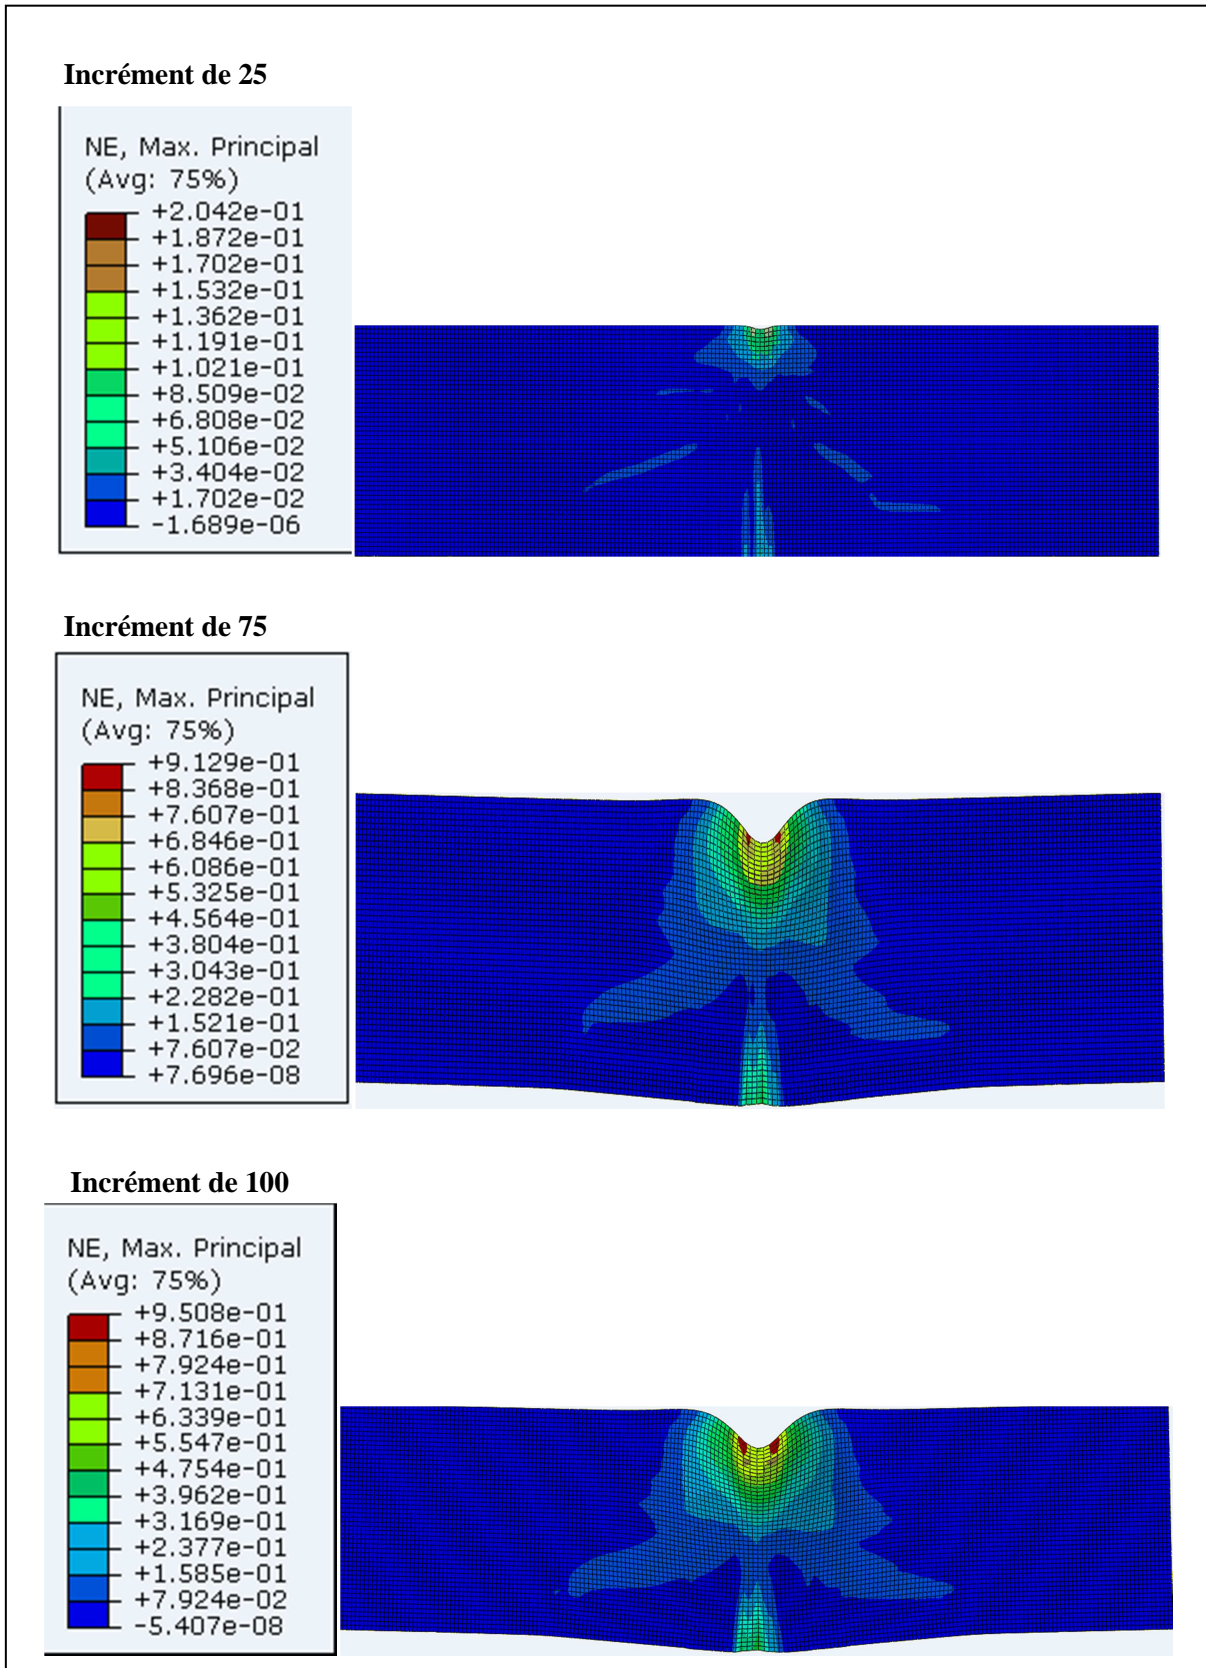 Incrément de 25
NE, Max. Principal
(Avg: 75%)
+2.042e-01
+1.872e-01
+1.702e-01
+1.532e-01
+1.362e-01
+1.191e-01
+1.021e-01
+8.509e-02
+6.808e-02
+5.106e-02
+3.404e-02
+1.702e-02
-1.689e-06
Incrément de 75
NE, Max. Principal
(Avg: 75%)
+9.129e-01
+8.368e-01
+7.607e-01
+6.846e-01
+6.086e-01
+5.325e-01
+4.564e-01
+3.804e-01
+3.043e-01
+2.282e-01
+1.521e-01
+7.607e-02
+7.696e-08
Incrément de 100
NE, Max. Principal
(Avg: 75%)
+9.508e-01
+8.716e-01
+7.924e-01
+7.131e-01
+6.339e-01
+5.547e-01
+4.754e-01
+3.962e-01
+3.169e-01
+2.377e-01
+1.585e-01
+7.924e-02
-5.407e-08